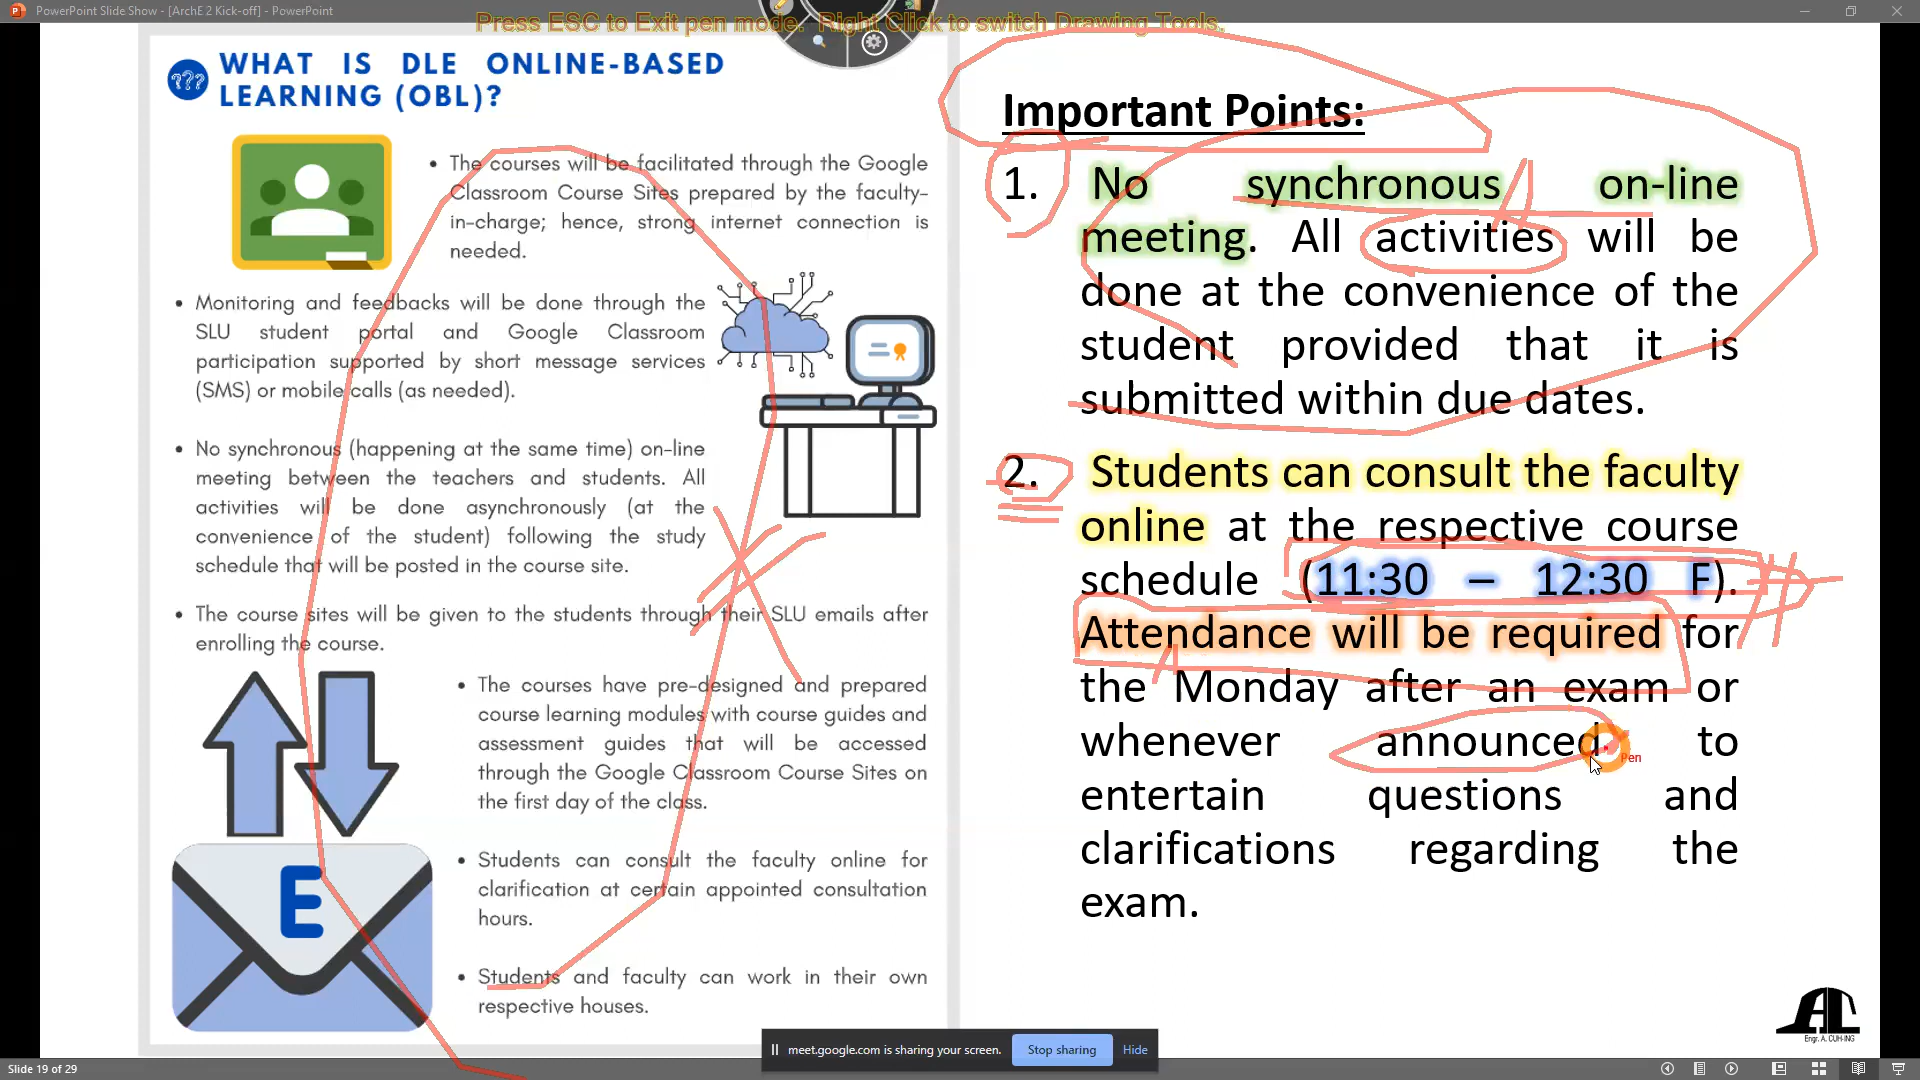 PowerPoint Slide Show - [ArchE 2 Kick-off] - PowerPoint
Press ESC to Exit pen mode. Right Click to switch Drawing Tools.
???
WHAT IS DLE ONLINE-BASED
LEARNING (OBL)?
• The courses will be facilitated through the Google
Classroom Course Sites prepared by the faculty-
in-charge; hence, strong internet connection is
needed.
• Monitoring and feedbacks will be done through the
SLU student portal and Google Classroom
participation supported by short message services
(SMS) or mobile calls (as needed).
• No synchronous (happening at the same time) on-line
meeting between the teachers and students. All
activities will be done asynchronously (at the
convenience of the student) following the study
schedule that will be posted in the course site.
• The course sites will be given to the students through their SLU emails after
enrolling the course.
• The courses have pre-designed and prepared
course learning modules with course guides and
assessment guides that will be accessed
through the Google Classroom Course Sites on
the first day of the class.
E
• Students can consult the faculty online for
clarification at certain appointed consultation
hours.
• Students and faculty can work in their own
respective houses.
Important Points:
1. No synchronous on-line
meeting. All activities will be
done at the convenience of the
student provided that it is
submitted within due dates.
2. Students can consult the faculty
online at the respective course
schedule (11:30 – 12:30 F).
Attendance will be required for
the Monday after an exam or
whenever announced to
entertain questions and
clarifications regarding the
exam.
Pen
Engr. A. CUH-ING
meet.google.com is sharing your screen.
Stop sharing
Hide
Slide 19 of 29